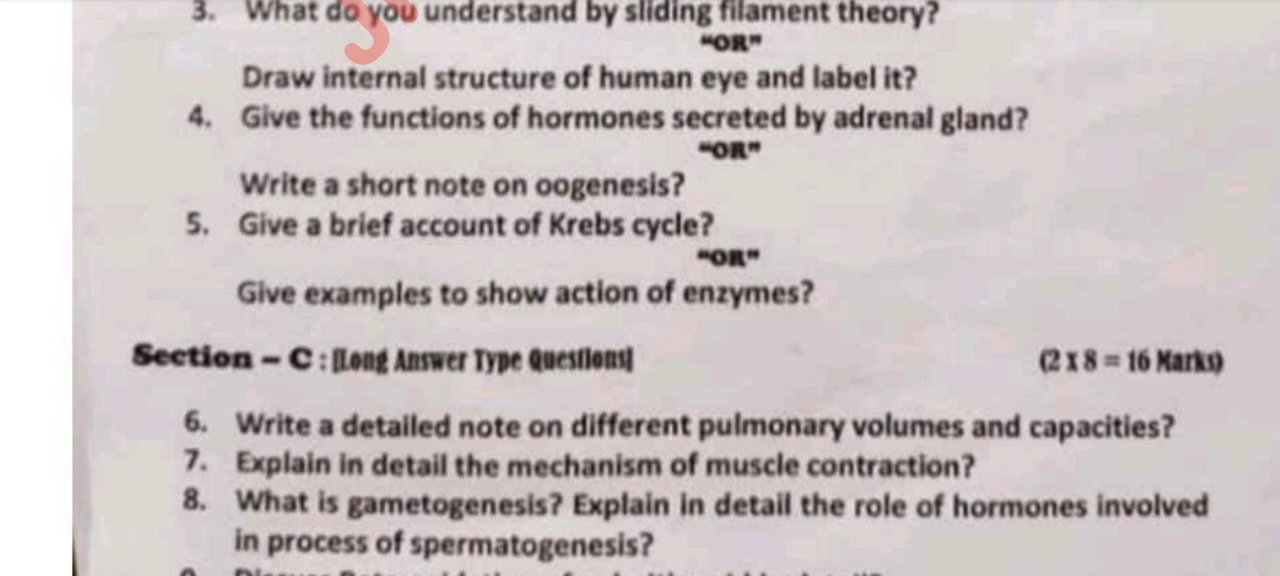 3. What do you understand by sliding filament theory?
"OR"
Draw internal structure of human eye and label it?
4. Give the functions of hormones secreted by adrenal gland?
"OR"
Write a short note on oogenesis?
5. Give a brief account of Krebs cycle?
"OR"
Give examples to show action of enzymes?
Section – C : [Long Answer Type Questions] (2 x 8 = 16 Marks)
6. Write a detailed note on different pulmonary volumes and capacities?
7. Explain in detail the mechanism of muscle contraction?
8. What is gametogenesis? Explain in detail the role of hormones involved
in process of spermatogenesis?